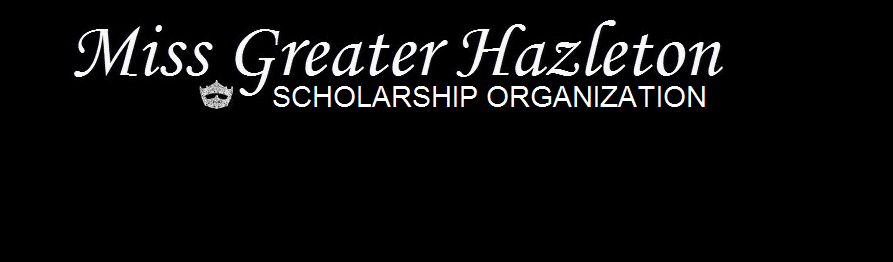 Miss Greater Hazleton
SCHOLARSHIP ORGANIZATION